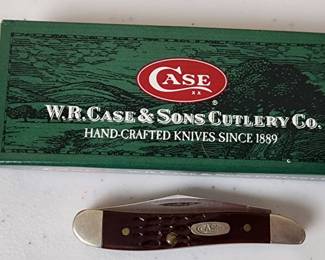 CASE
XX
®
W.R. CASE & SONS CUTLERY CO.
HAND-CRAFTED KNIVES SINCE 1889
CASE